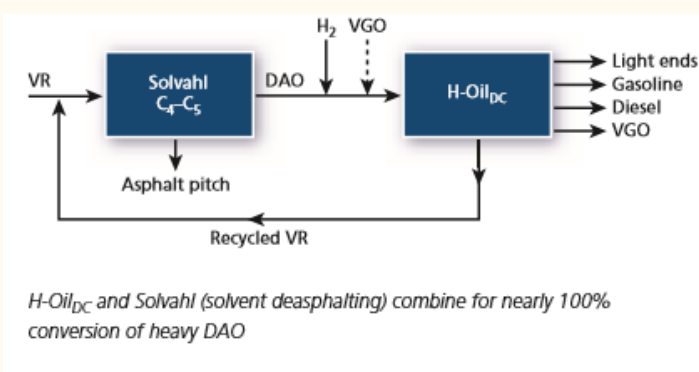 H₂ VGO
VR
Solvahl
C₄–C₅
DAO
H-OilDC
Light ends
Gasoline
Diesel
VGO
Asphalt pitch
Recycled VR
H-OilDC and Solvahl (solvent deasphalting) combine for nearly 100%
conversion of heavy DAO